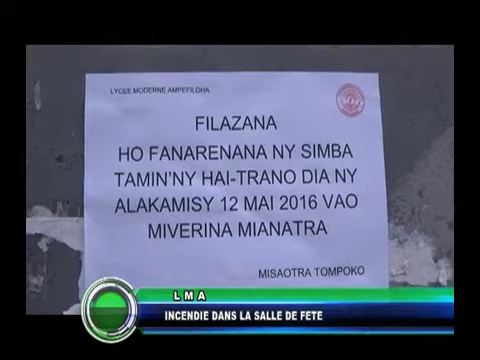 LYCEE MODERNE AMPEFILOHA
FILAZANA
HO FANARENANA NY SIMBA
TAMIN'NY HAI-TRANO DIA NY
ALAKAMISY 12 MAI 2016 VAO
MIVERINA MIANATRA
MISAOTRA TOMPOKO
LMA
INCENDIE DANS LA SALLE DE FETE